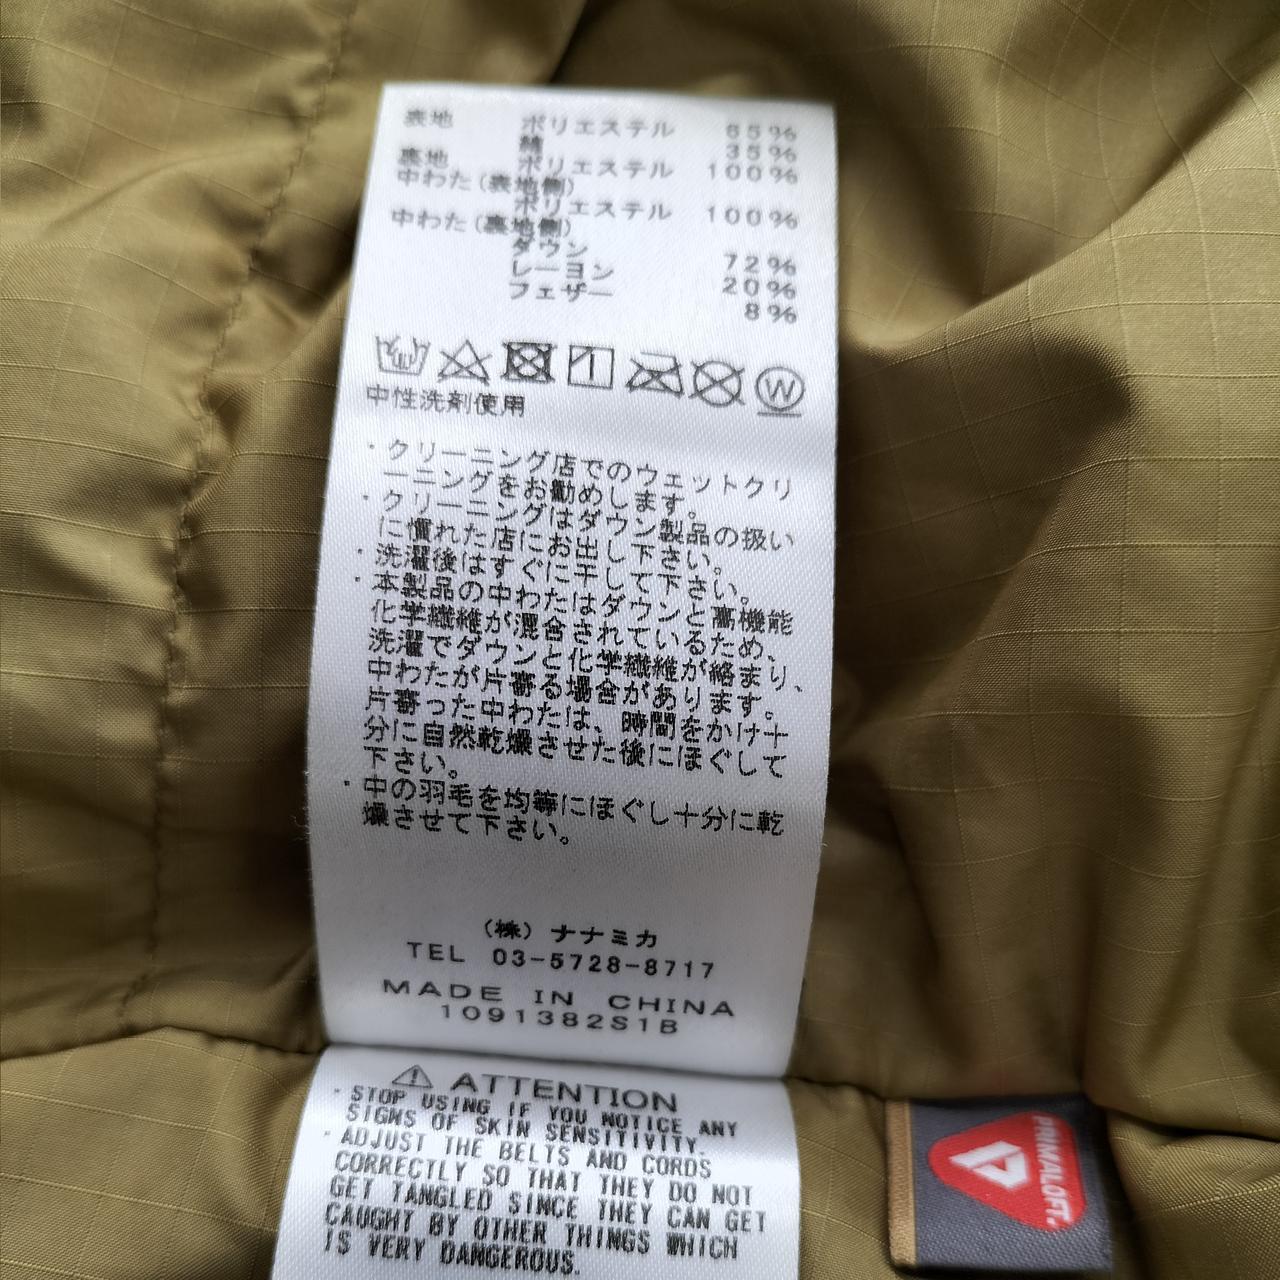 表地 ポリエステル 65%
綿 35%
裏地 ポリエステル 100%
中わた(表地側)
ポリエステル 100%
中わた(裏地側)
ダウン 72%
レーヨン 20%
フェザー 8%
W
中性洗剤使用
・クリーニング店でのウェットクリ
ーニングをお勧めします。
・クリーニングはダウン製品の扱い
に慣れた店にお出し下さい。
・洗濯後はすぐに干して下さい。
・本製品の中わたはダウンと高機能
化学繊維が混合されているため、
洗濯でダウンと化学繊維が絡まり、
中わたが片寄る場合があります。
片寄った中わたは、時間をかけ十
分に自然乾燥させた後にほぐして
下さい。
・中の羽毛を均等にほぐし十分に乾
燥させて下さい。
(株)ナナミカ
TEL 03-5728-8717
MADE IN CHINA
1091382S1B
⚠ ATTENTION
・STOP USING IF YOU NOTICE ANY
SIGNS OF SKIN SENSITIVITY.
・ADJUST THE BELTS AND CORDS
CORRECTLY SO THAT THEY DO NOT
GET TANGLED SINCE THEY CAN GET
CAUGHT BY OTHER THINGS WHICH
IS VERY DANGEROUS.
PRIMALOFT.